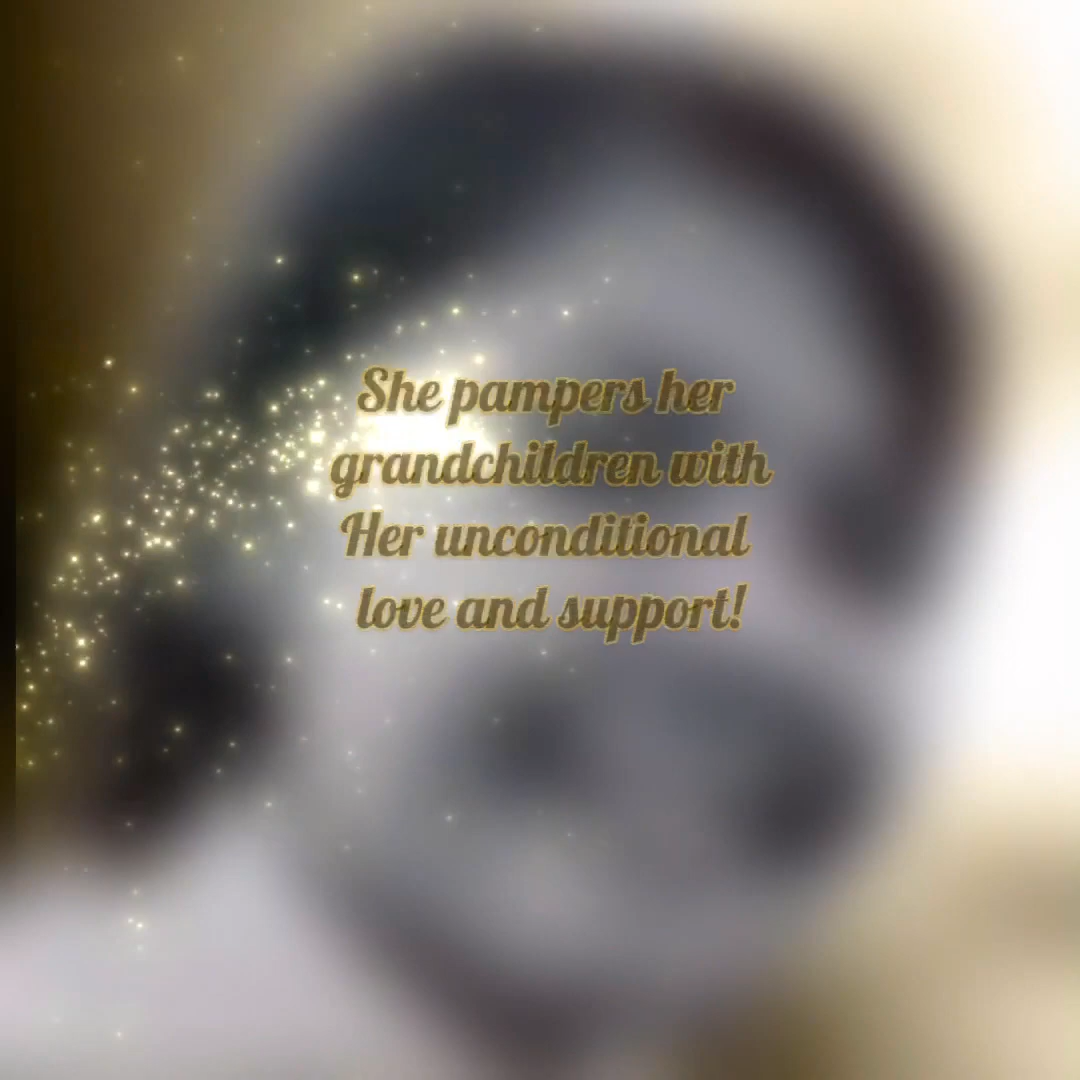 She pampers her
grandchildren with
Her unconditional
love and support!